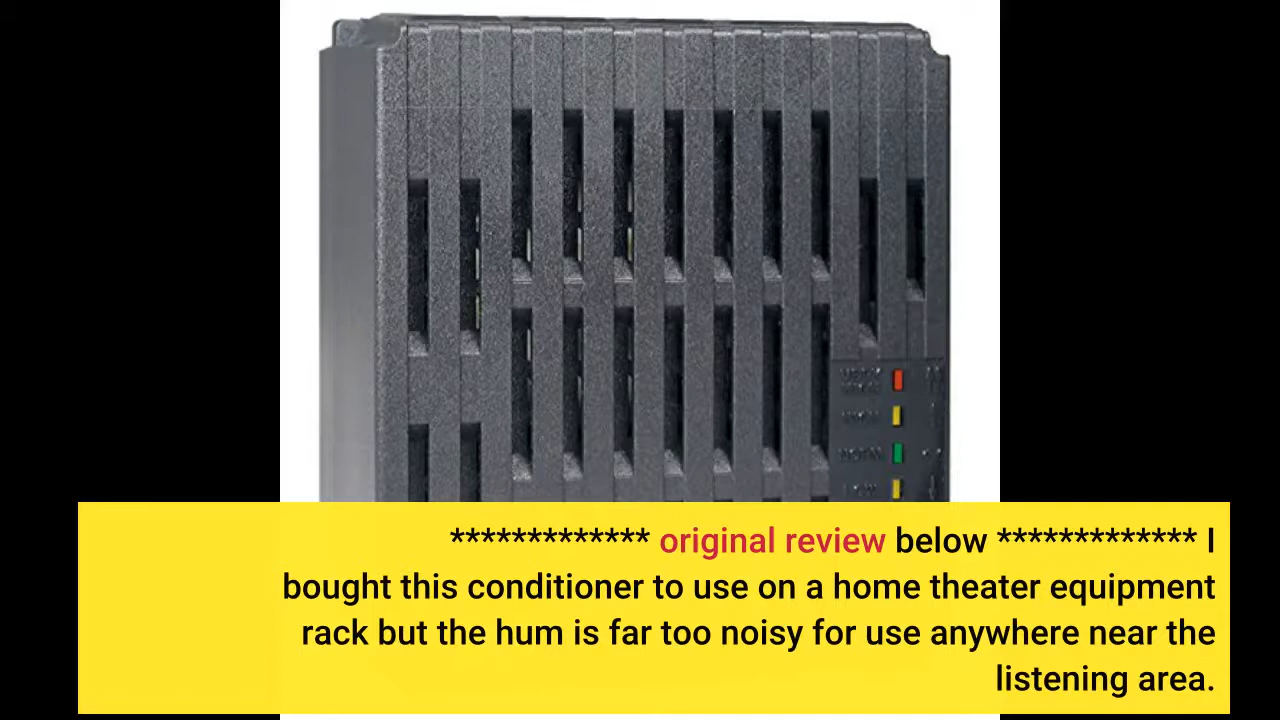 ************* original review below ************* I
bought this conditioner to use on a home theater equipment
rack but the hum is far too noisy for use anywhere near the
listening area.